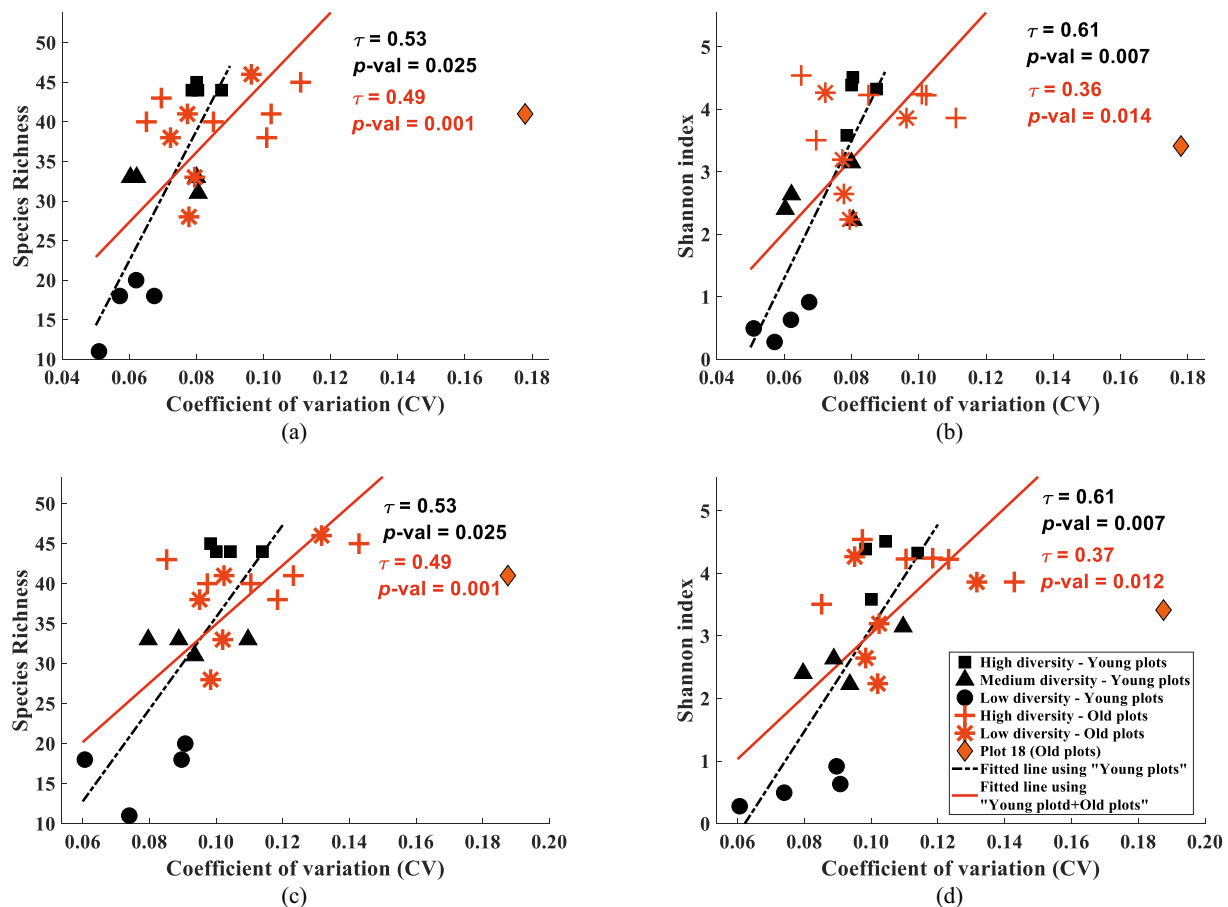 τ = 0.53
p-val = 0.025
τ = 0.49
p-val = 0.001
Species Richness
50
45
40
35
30
25
20
15
10
0.04 0.06 0.08 0.10 0.12 0.14 0.16 0.18
Coefficient of variation (CV)
(a)
τ = 0.61
p-val = 0.007
τ = 0.36
p-val = 0.014
Shannon index
5
4
3
2
1
0
0.04 0.06 0.08 0.10 0.12 0.14 0.16 0.18
Coefficient of variation (CV)
(b)
τ = 0.53
p-val = 0.025
τ = 0.49
p-val = 0.001
Species Richness
50
45
40
35
30
25
20
15
10
0.06 0.08 0.10 0.12 0.14 0.16 0.18 0.20
Coefficient of variation (CV)
(c)
τ = 0.61
p-val = 0.007
τ = 0.37
p-val = 0.012
Shannon index
5
4
3
2
1
0
High diversity - Young plots
Medium diversity - Young plots
Low diversity - Young plots
High diversity - Old plots
Low diversity - Old plots
Plot 18 (Old plots)
Fitted line using "Young plots"
Fitted line using
"Young plotd+Old plots"
0.06 0.08 0.10 0.12 0.14 0.16 0.18 0.20
Coefficient of variation (CV)
(d)